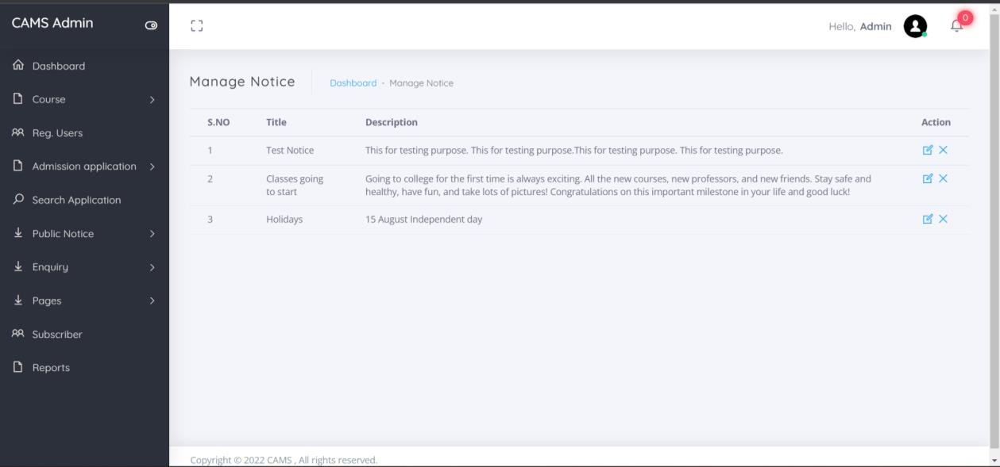 CAMS Admin
Hello, Admin
0
Dashboard
Course
Reg. Users
Admission application
Search Application
Public Notice
Enquiry
Pages
Subscriber
Reports
Manage Notice
Dashboard - Manage Notice
S.NO Title Description Action
1 Test Notice This for testing purpose. This for testing purpose.This for testing purpose. This for testing purpose.
2 Classes going Going to college for the first time is always exciting. All the new courses, new professors, and new friends. Stay safe and
to start healthy, have fun, and take lots of pictures! Congratulations on this important milestone in your life and good luck!
3 Holidays 15 August Independent day
Copyright © 2022 CAMS , All rights reserved.